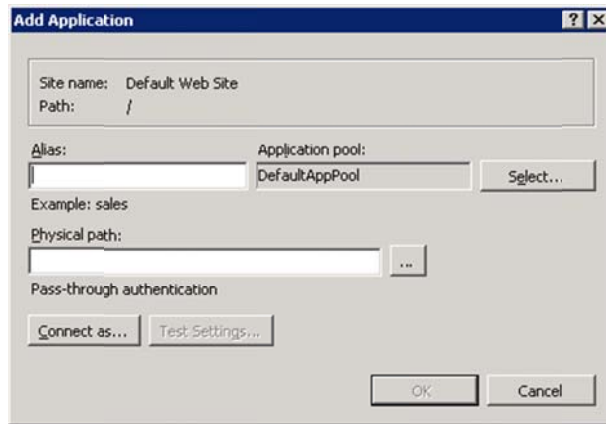 Add Application
Site name: Default Web Site
Path: /
Alias: Application pool:
DefaultAppPool Select...
Example: sales
Physical path:
...
Pass-through authentication
Connect as... Test Settings...
OK Cancel